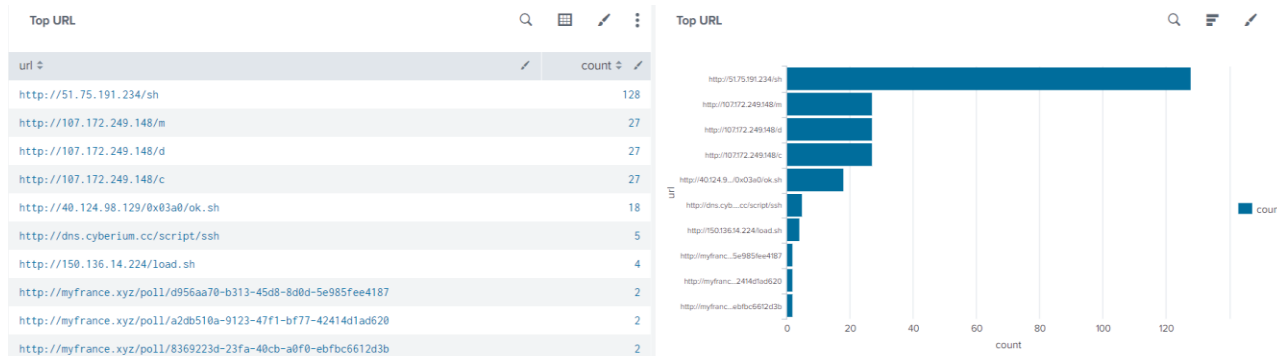 Top URL
url count
http://51.75.191.234/sh 128
http://107.172.249.148/m 27
http://107.172.249.148/d 27
http://107.172.249.148/c 27
http://40.124.98.129/0x03a0/ok.sh 18
http://dns.cyberium.cc/script/ssh 5
http://150.136.14.224/load.sh 4
http://myfrance.xyz/poll/d956aa70-b313-45d8-8d0d-5e985fee4187 2
http://myfrance.xyz/poll/a2db510a-9123-47f1-bf77-42414d1ad620 2
http://myfrance.xyz/poll/8369223d-23fa-40cb-a0f0-ebfbc6612d3b 2
Top URL
http://51.75.191.234/sh
http://107.172.249.148/m
http://107.172.249.148/d
http://107.172.249.148/c
http://40.124.9.../0x03a0/ok.sh
http://dns.cyb....cc/script/ssh
http://150.136.14.224/load.sh
http://myfranc...5e985fee4187
http://myfranc...2414d1ad620
http://myfranc...ebfbc6612d3b
url
0 20 40 60 80 100 120
count
coun